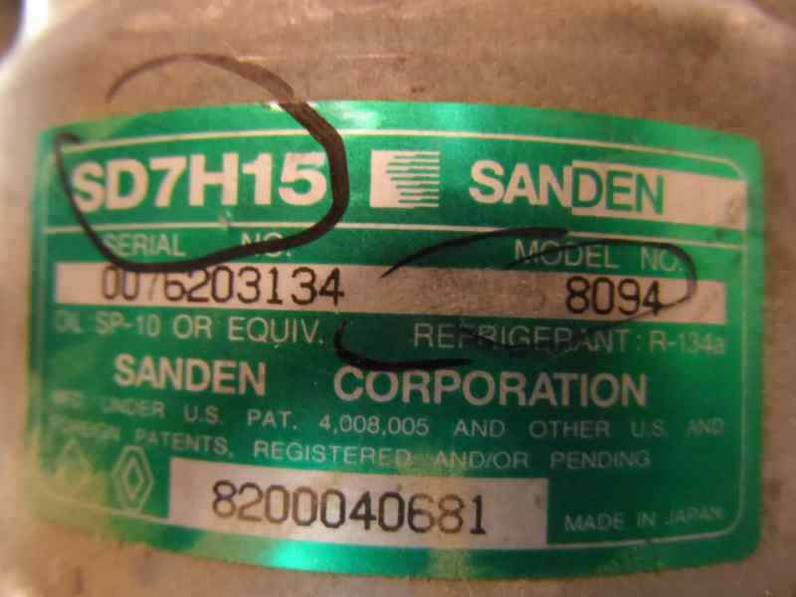 SD7H15 SANDEN
SERIAL NO. MODEL NO.
0076203134 8094
OIL SP-10 OR EQUIV. REFRIGERANT: R-134a
SANDEN CORPORATION
MFG UNDER U.S. PAT. 4,008,005 AND OTHER U.S. AND
FOREIGN PATENTS, REGISTERED AND/OR PENDING
8200040681
MADE IN JAPAN